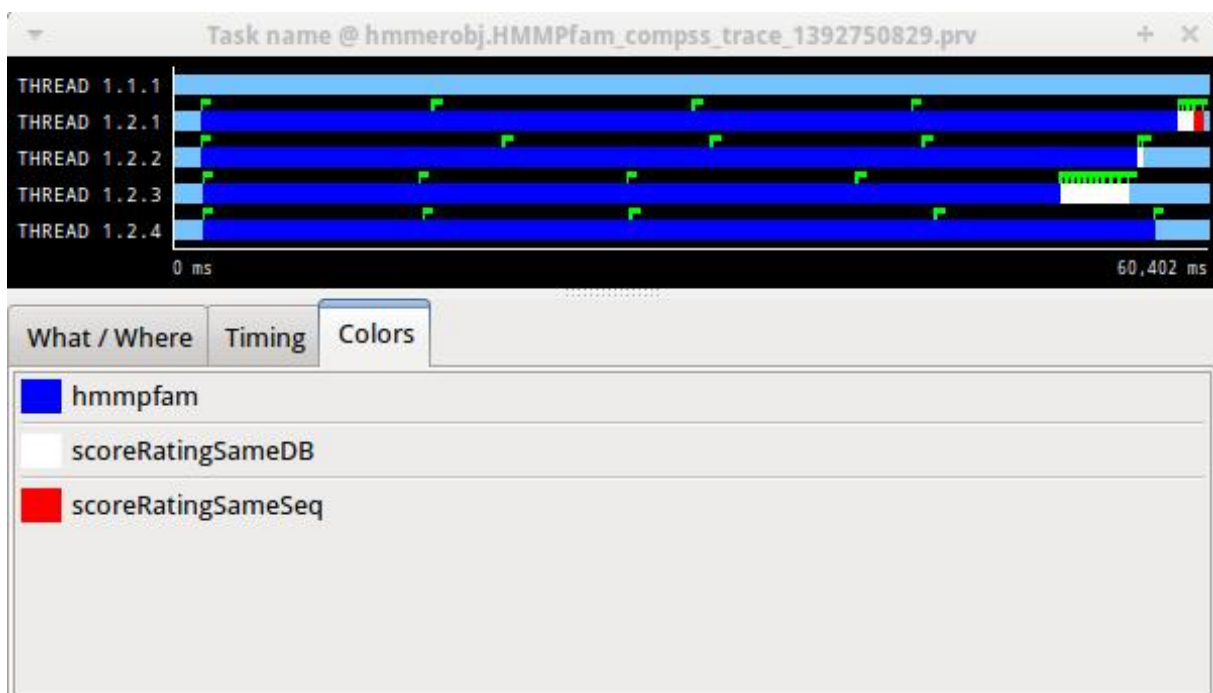 Task name @ hmmerobj.HMMPfam_compss_trace_1392750829.prv
THREAD 1.1.1
THREAD 1.2.1
THREAD 1.2.2
THREAD 1.2.3
THREAD 1.2.4
0 ms 60,402 ms
What / Where Timing Colors
hmmpfam
scoreRatingSameDB
scoreRatingSameSeq